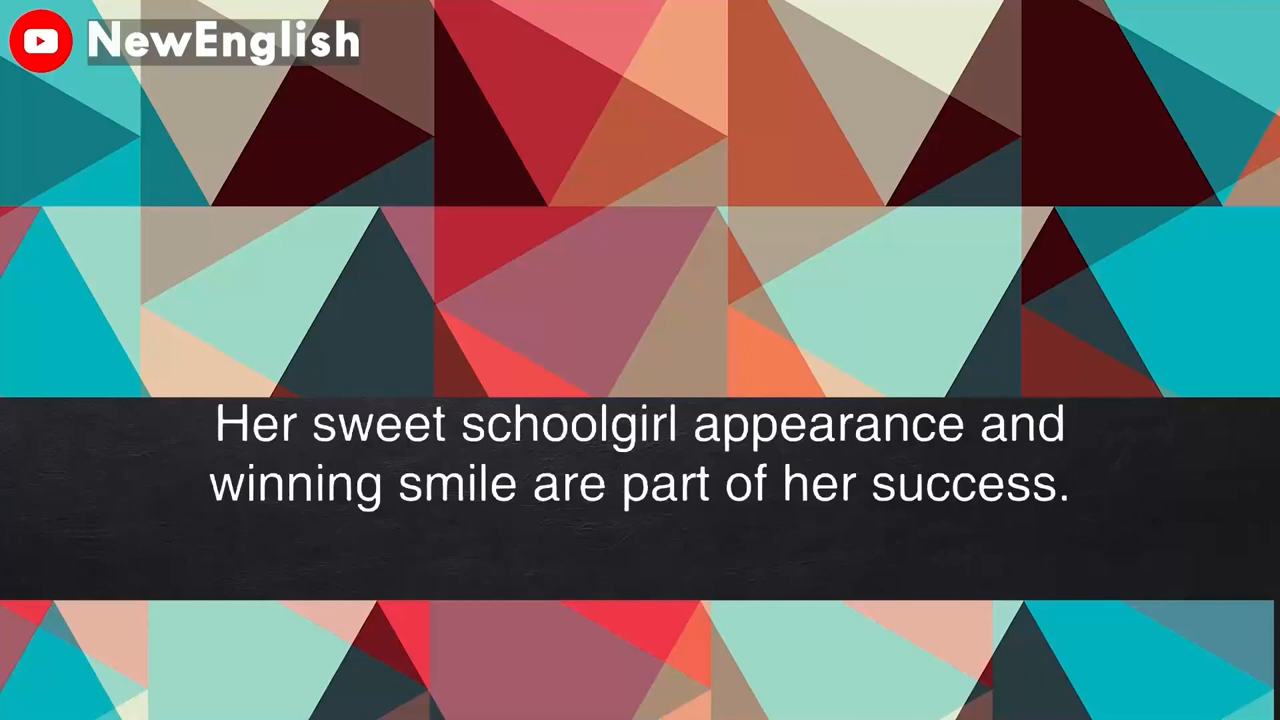 NewEnglish
Her sweet schoolgirl appearance and
winning smile are part of her success.